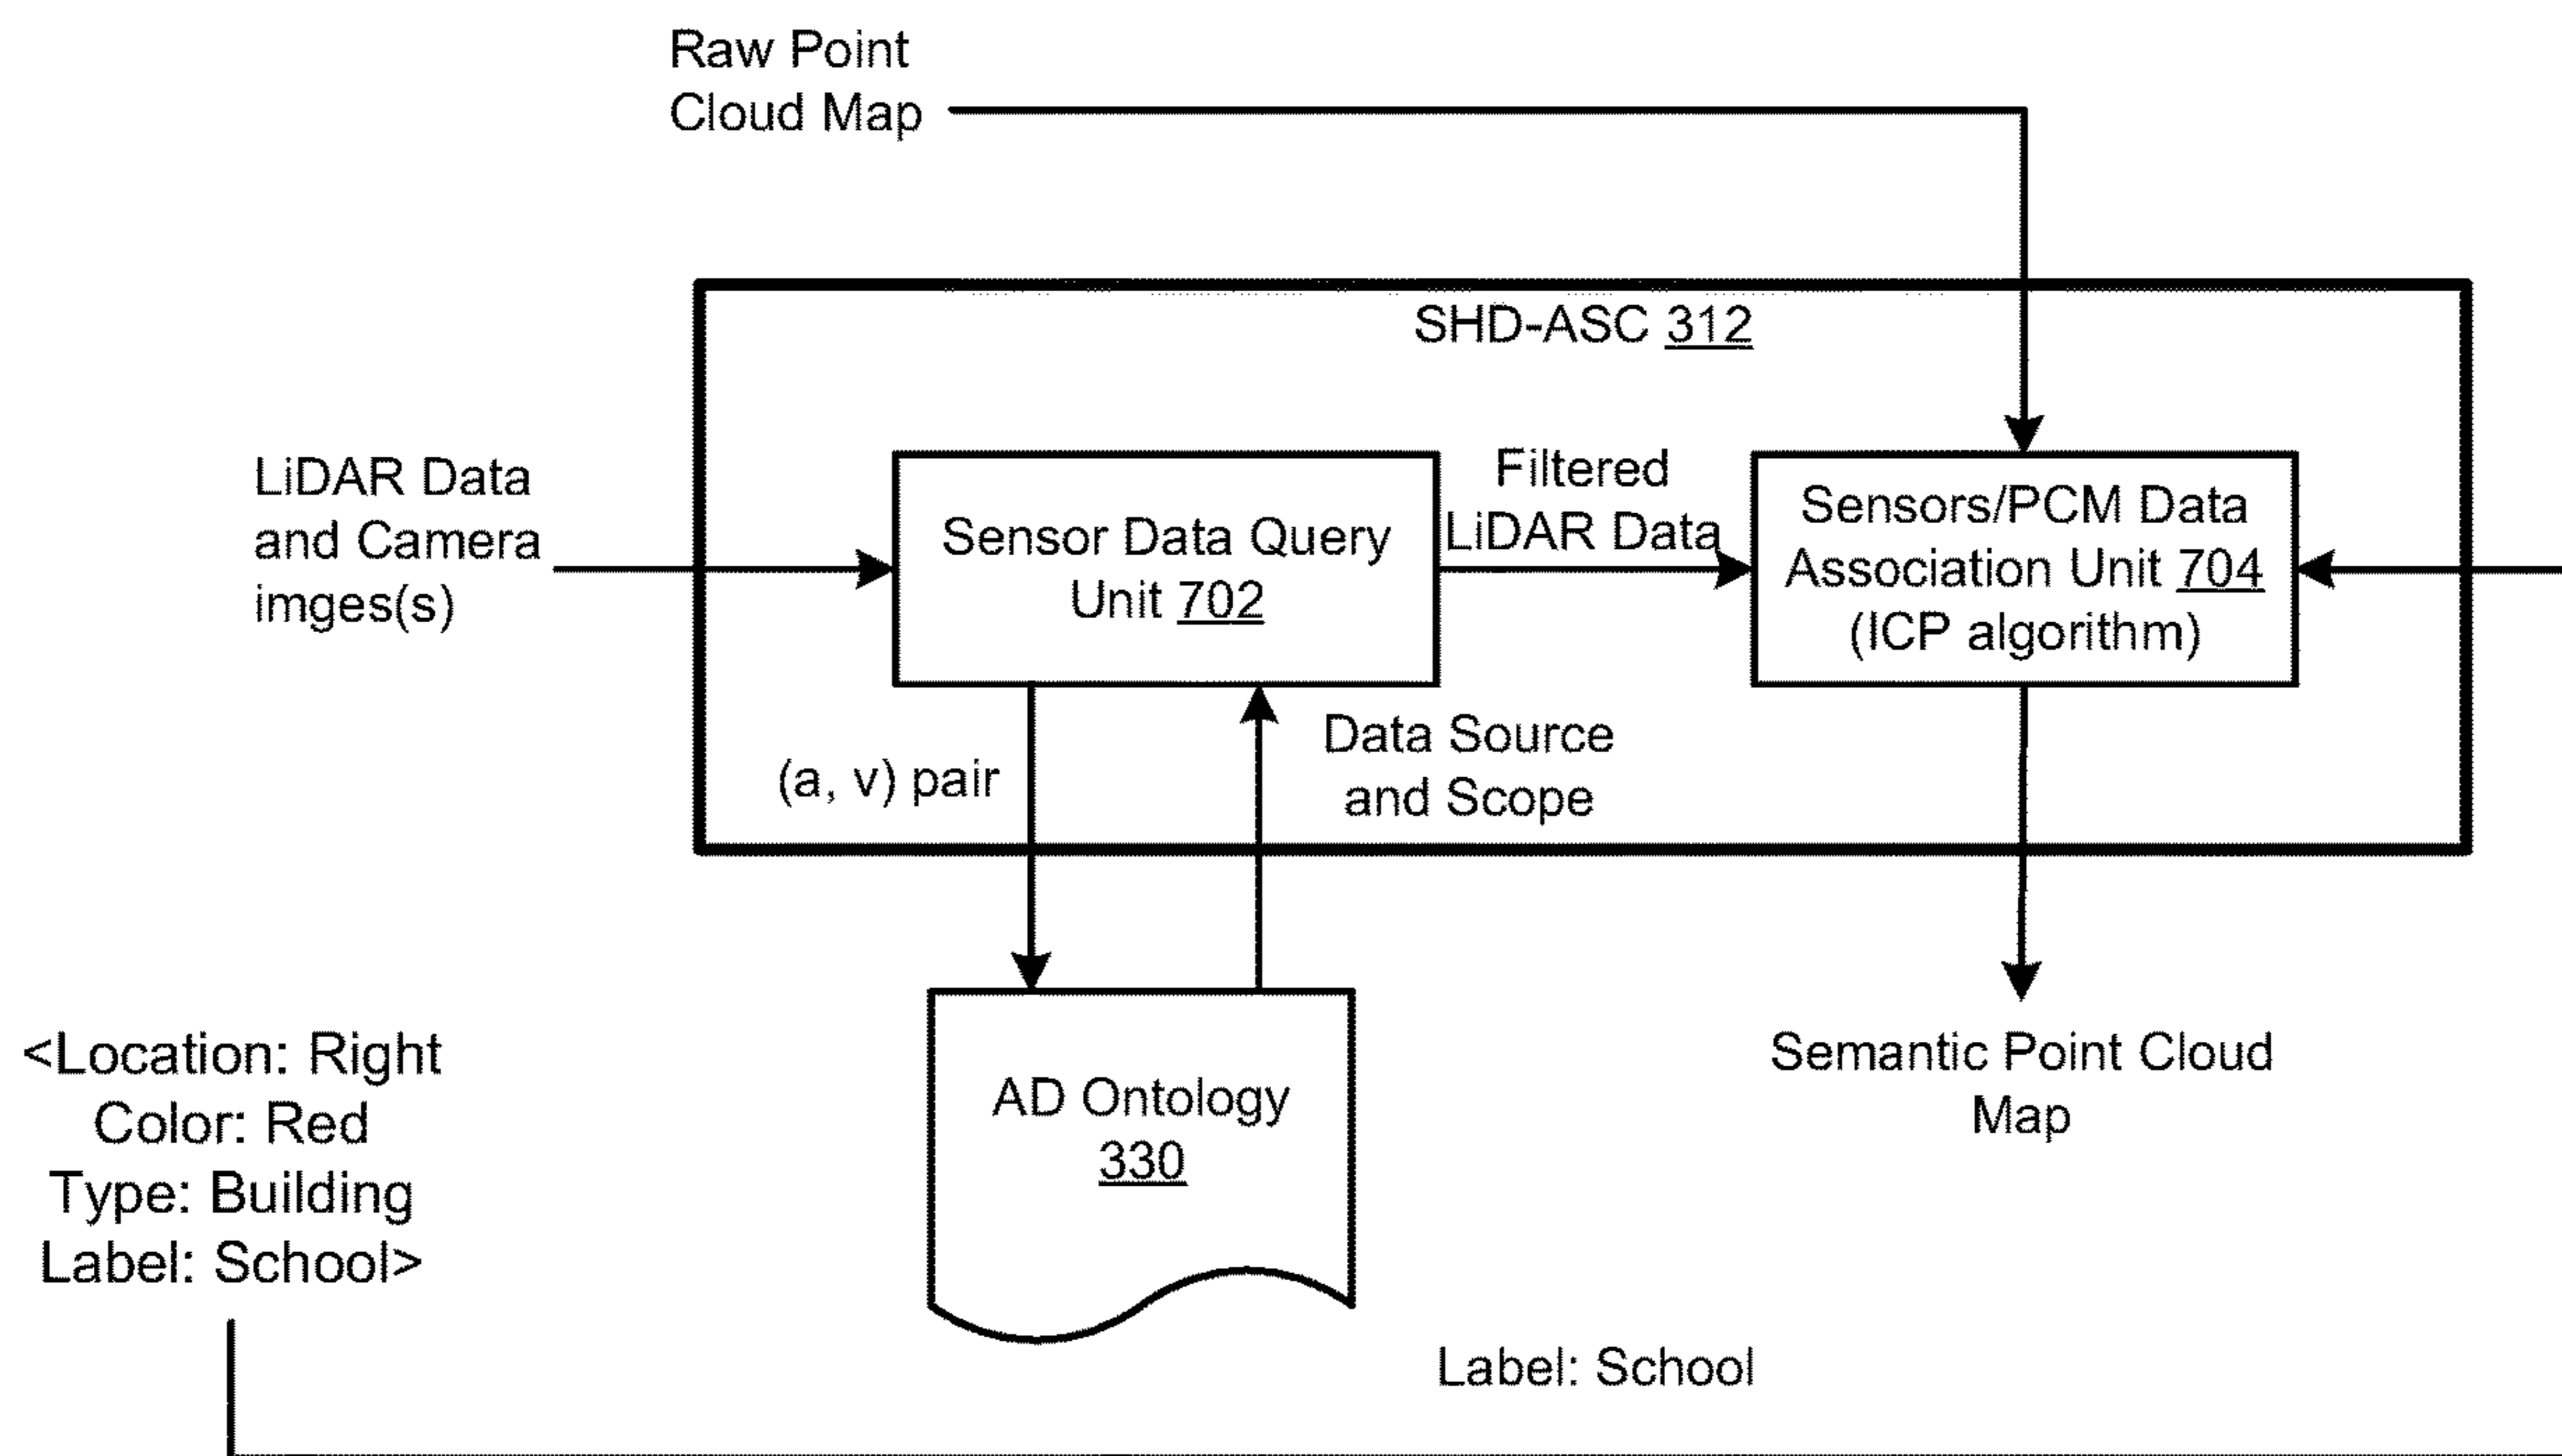 Raw Point
Cloud Map
SHD-ASC 312
LiDAR Data
and Camera
imges(s)
Sensor Data Query
Unit 702
Filtered
LiDAR Data
Sensors/PCM Data
Association Unit 704
(ICP algorithm)
(a, v) pair
Data Source
and Scope
<Location: Right
Color: Red
Type: Building
Label: School>
AD Ontology
330
Semantic Point Cloud
Map
Label: School